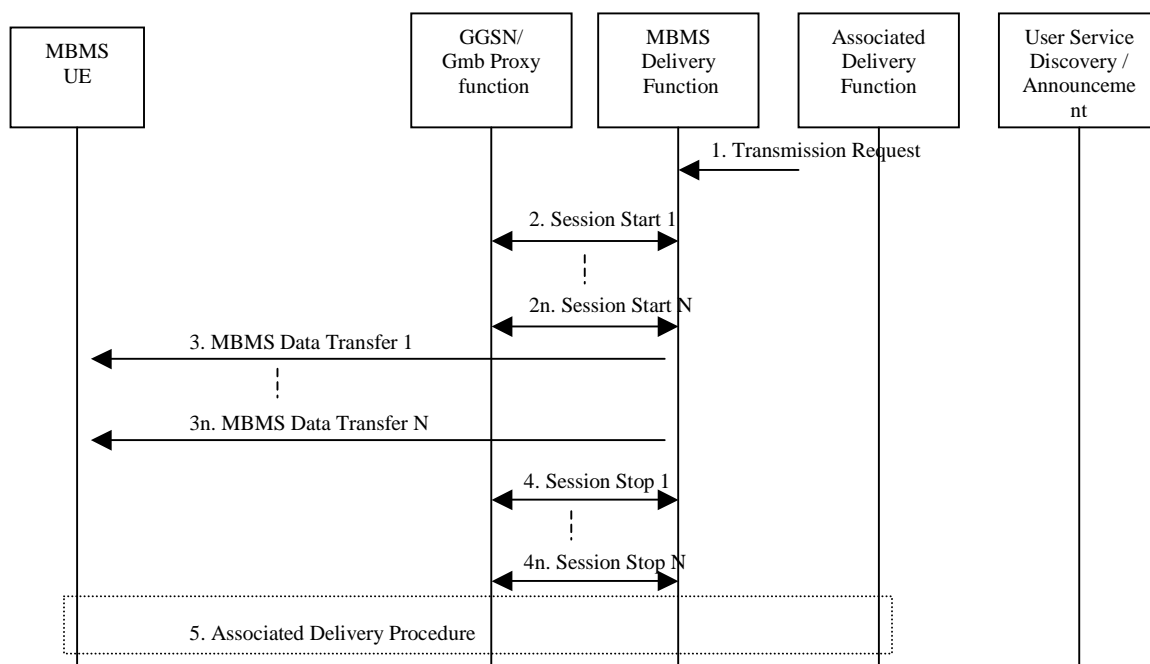 MBMS
UE
GGSN/
Gmb Proxy
function
MBMS
Delivery
Function
Associated
Delivery
Function
User Service
Discovery /
Announceme
nt
1. Transmission Request
2. Session Start 1
2n. Session Start N
3. MBMS Data Transfer 1
3n. MBMS Data Transfer N
4. Session Stop 1
4n. Session Stop N
5. Associated Delivery Procedure